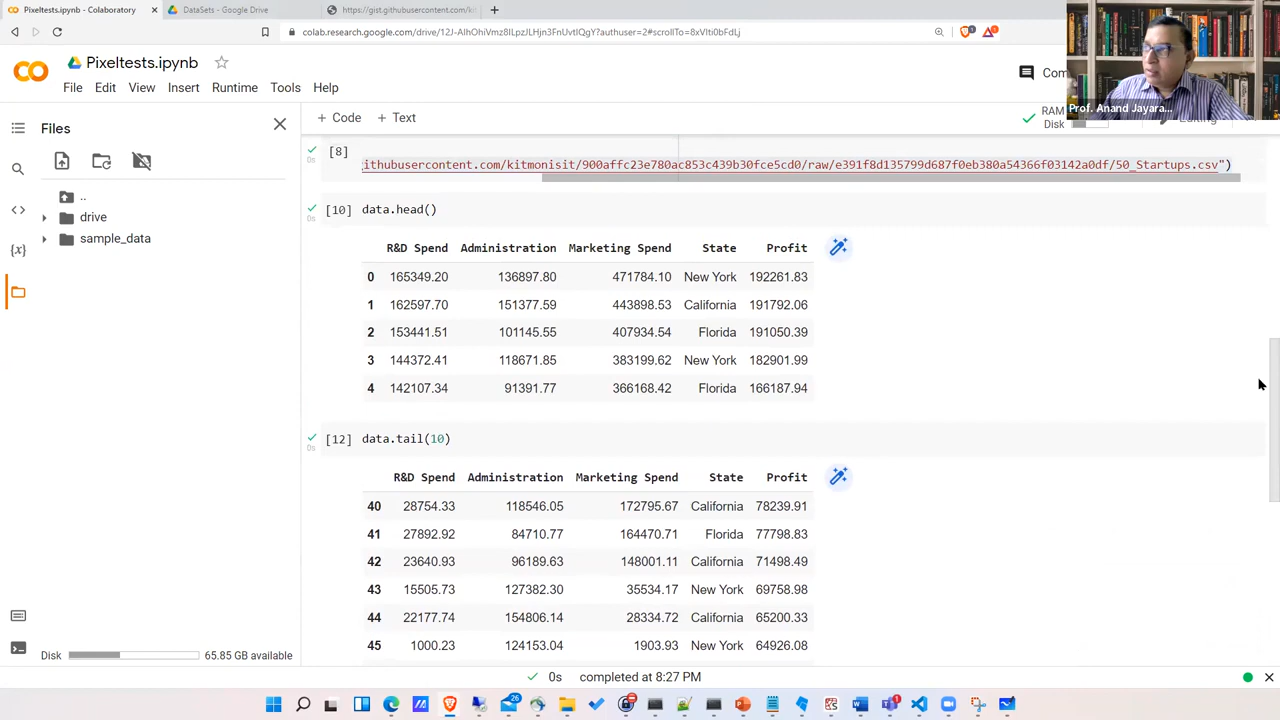 Pixeltests.ipynb - Colaboratory
DataSets - Google Drive
https://gist.githubusercontent.com/ki
colab.research.google.com/drive/12J-AIhOhiVmz8ILpzJLHjn3FnUvtIQgY?authuser=2#scrollTo=8xVIti0bFdLj
Pixeltests.ipynb
File Edit View Insert Runtime Tools Help
Com
Prof. Anand Jayara...
Files
+ Code + Text
RAM
Disk
Editing
..
drive
sample_data
[8]
ithubusercontent.com/kitmonisit/900affc23e780ac853c439b30fce5cd0/raw/e391f8d135799d687f0eb380a54366f03142a0df/50_Startups.csv")
0s
[10] data.head()
0s
R&D Spend Administration Marketing Spend State Profit
0 165349.20 136897.80 471784.10 New York 192261.83
1 162597.70 151377.59 443898.53 California 191792.06
2 153441.51 101145.55 407934.54 Florida 191050.39
3 144372.41 118671.85 383199.62 New York 182901.99
4 142107.34 91391.77 366168.42 Florida 166187.94
[12] data.tail(10)
0s
R&D Spend Administration Marketing Spend State Profit
40 28754.33 118546.05 172795.67 California 78239.91
41 27892.92 84710.77 164470.71 Florida 77798.83
42 23640.93 96189.63 148001.11 California 71498.49
43 15505.73 127382.30 35534.17 New York 69758.98
44 22177.74 154806.14 28334.72 California 65200.33
45 1000.23 124153.04 1903.93 New York 64926.08
Disk 65.85 GB available
0s completed at 8:27 PM
26
1